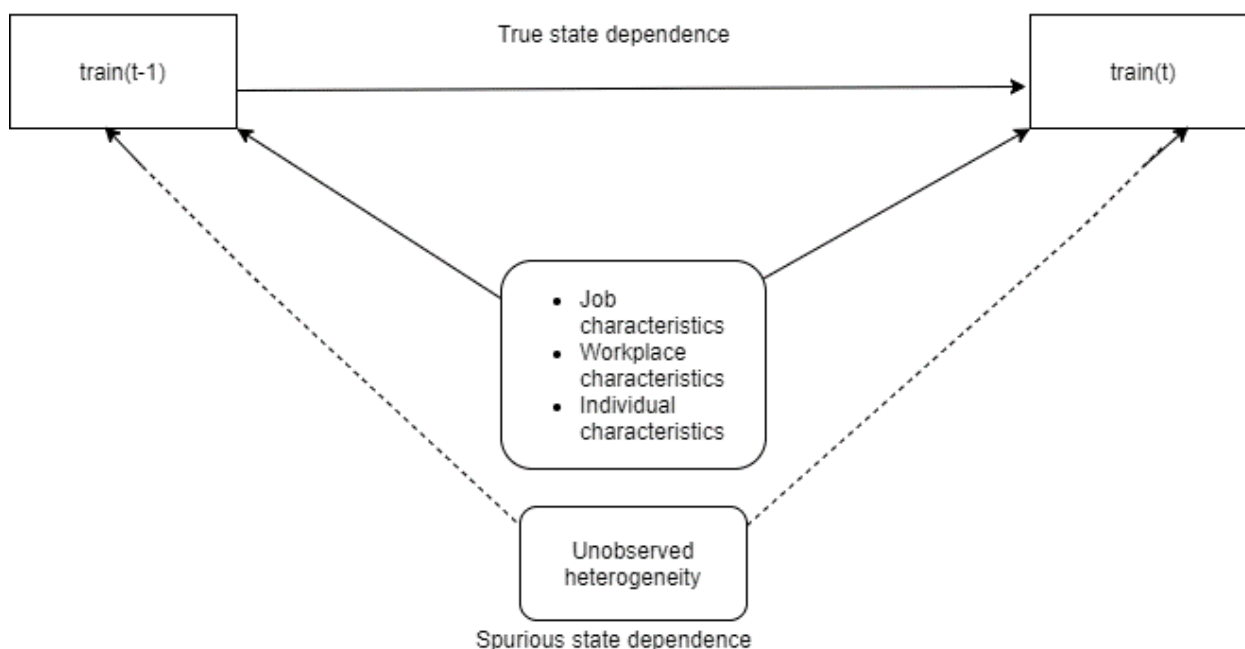 True state dependence
train(t-1)
train(t)
• Job
characteristics
• Workplace
characteristics
• Individual
characteristics
Unobserved
heterogeneity
Spurious state dependence